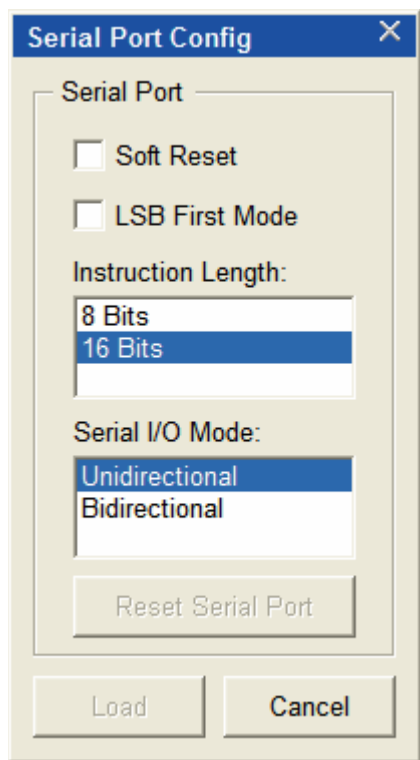 Serial Port Config
Serial Port
Soft Reset
LSB First Mode
Instruction Length:
8 Bits
16 Bits
Serial I/O Mode:
Unidirectional
Bidirectional
Reset Serial Port
Load Cancel